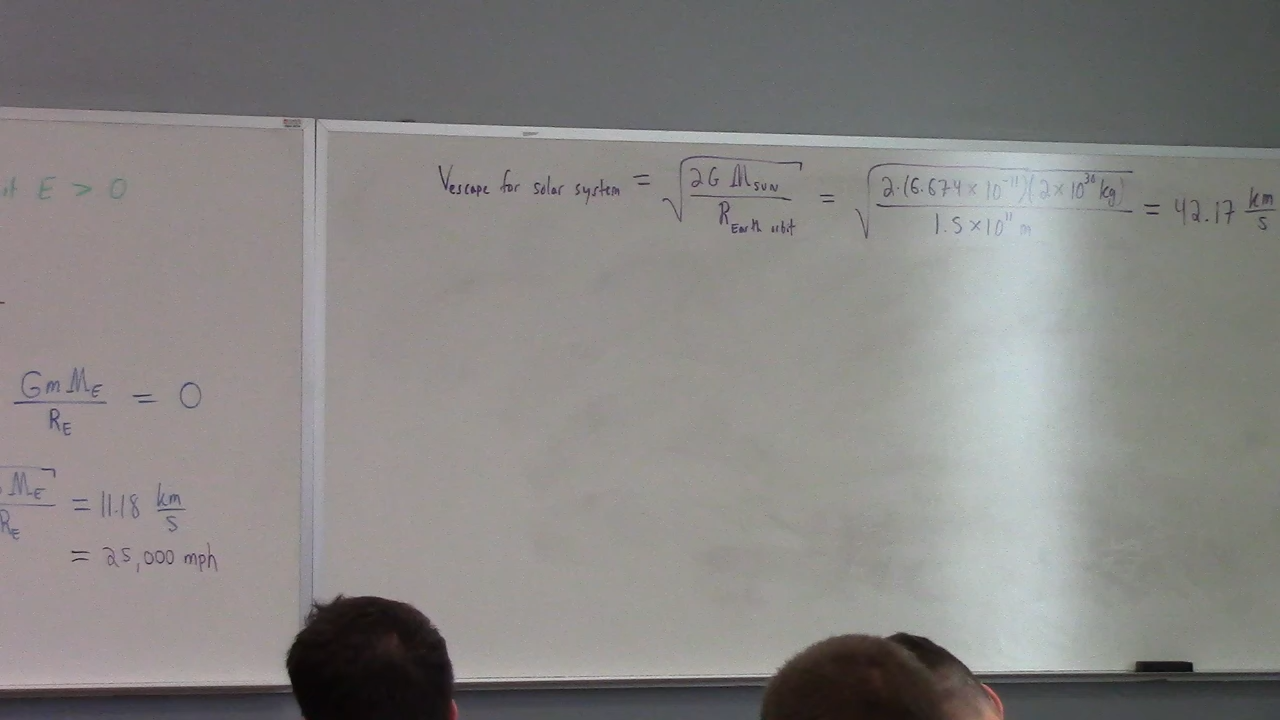 E > 0
GmM_E / R_E = 0
M_E / R_E = 11.18 km/s
= 25,000 mph
Vescape for solar system = √(2G M_SUN / R_Earth orbit) = √(2·(6.674×10^-11)(2×10^30 kg) / 1.5×10^11 m) = 42.17 km/s